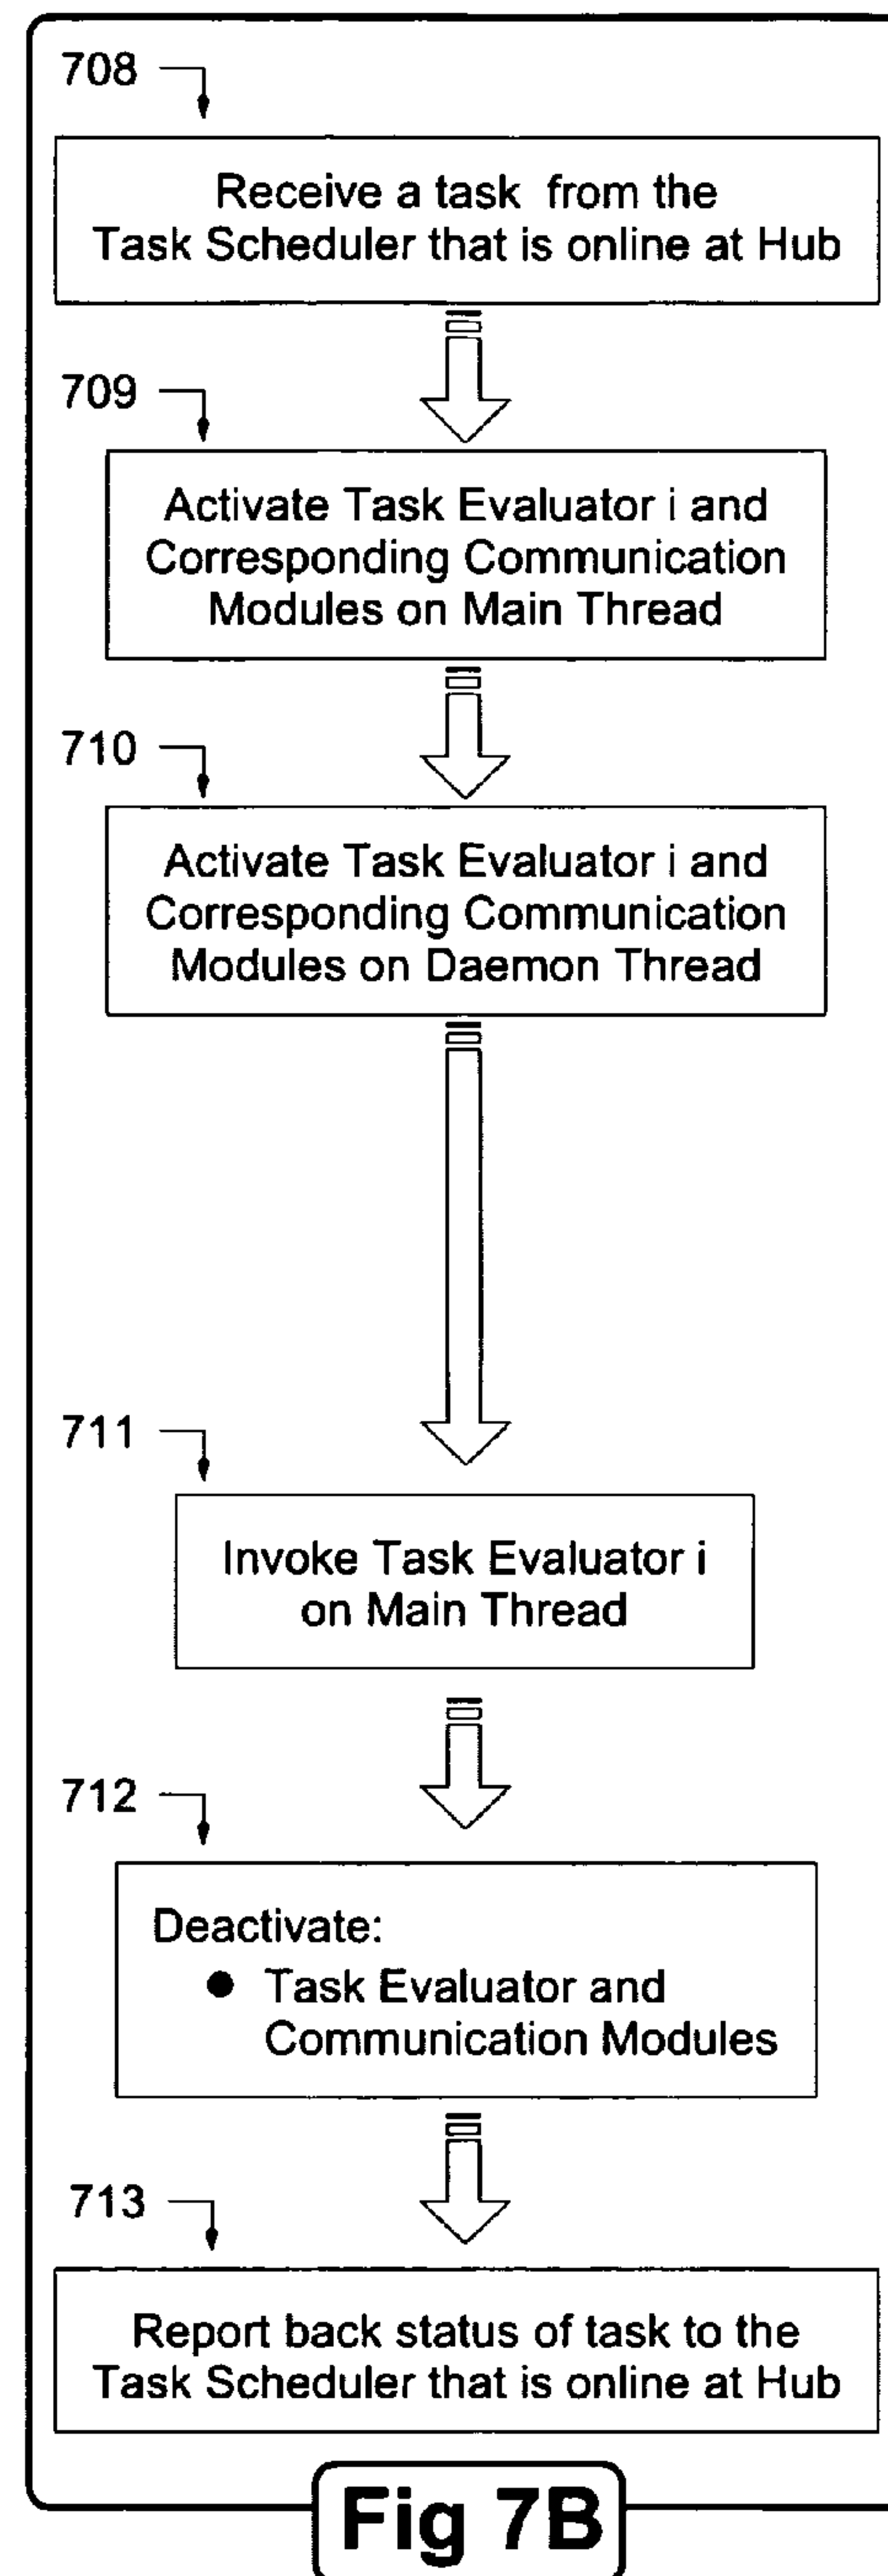 708
Receive a task from the
Task Scheduler that is online at Hub
709
Activate Task Evaluator i and
Corresponding Communication
Modules on Main Thread
710
Activate Task Evaluator i and
Corresponding Communication
Modules on Daemon Thread
711
Invoke Task Evaluator i
on Main Thread
712
Deactivate:
● Task Evaluator and
Communication Modules
713
Report back status of task to the
Task Scheduler that is online at Hub
Fig 7B